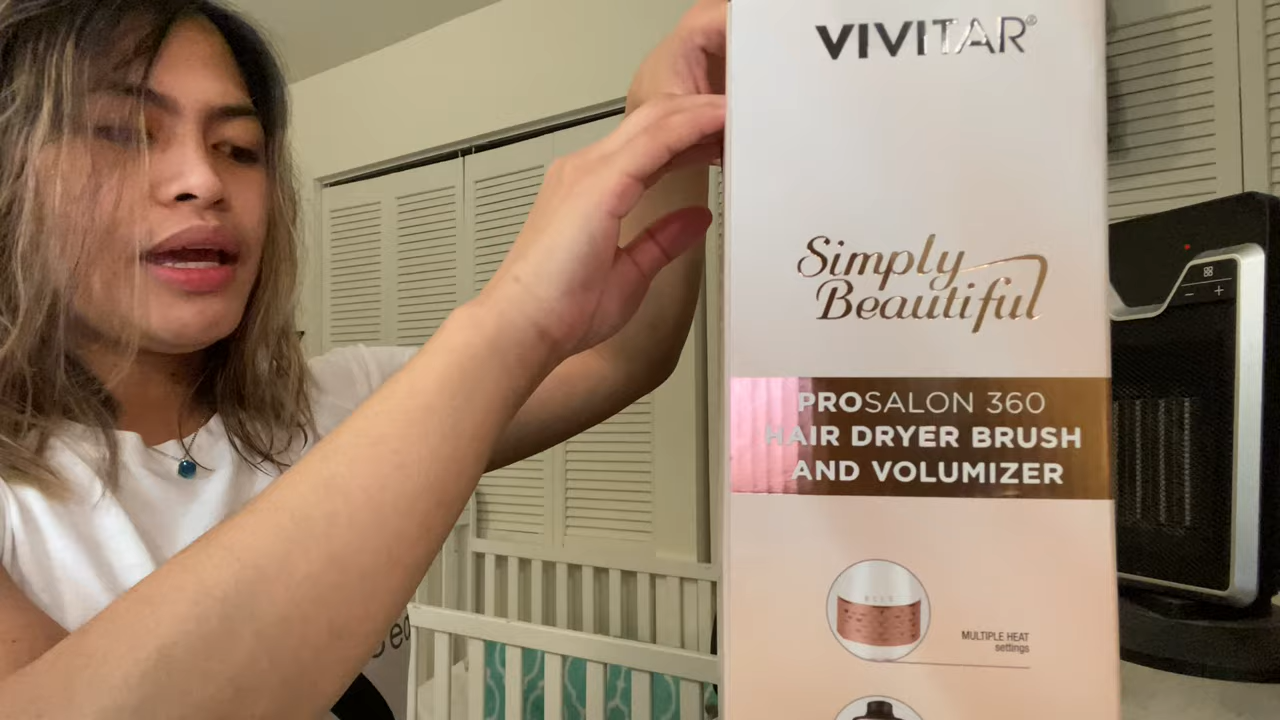 VIVITAR®
Simply
Beautiful
PROSALON 360
HAIR DRYER BRUSH
AND VOLUMIZER
MULTIPLE HEAT
settings